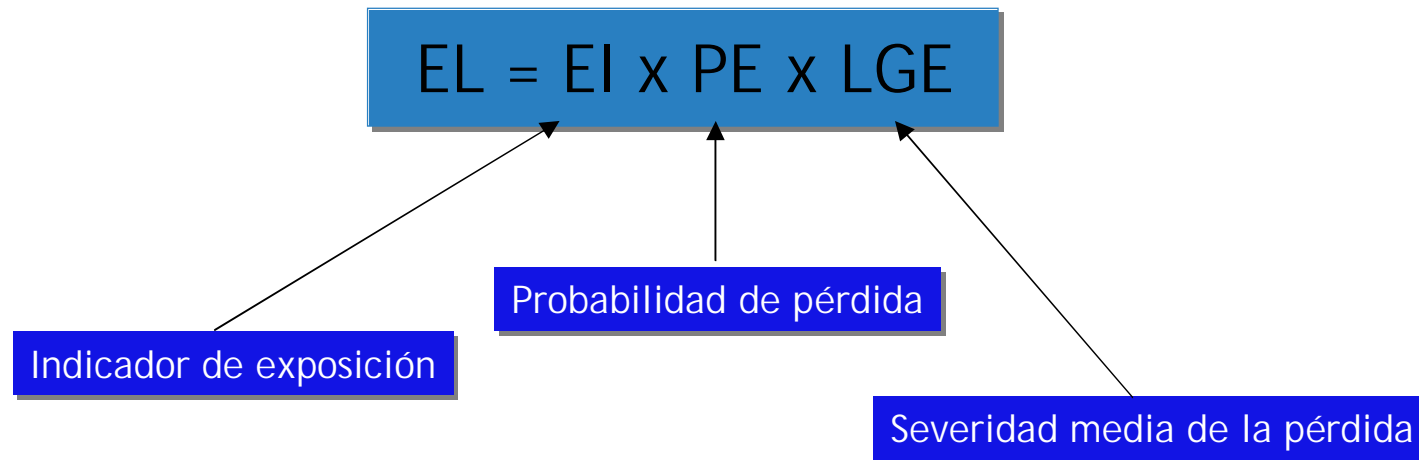 EL = EI x PE x LGE
Probabilidad de pérdida
Indicador de exposición
Severidad media de la pérdida